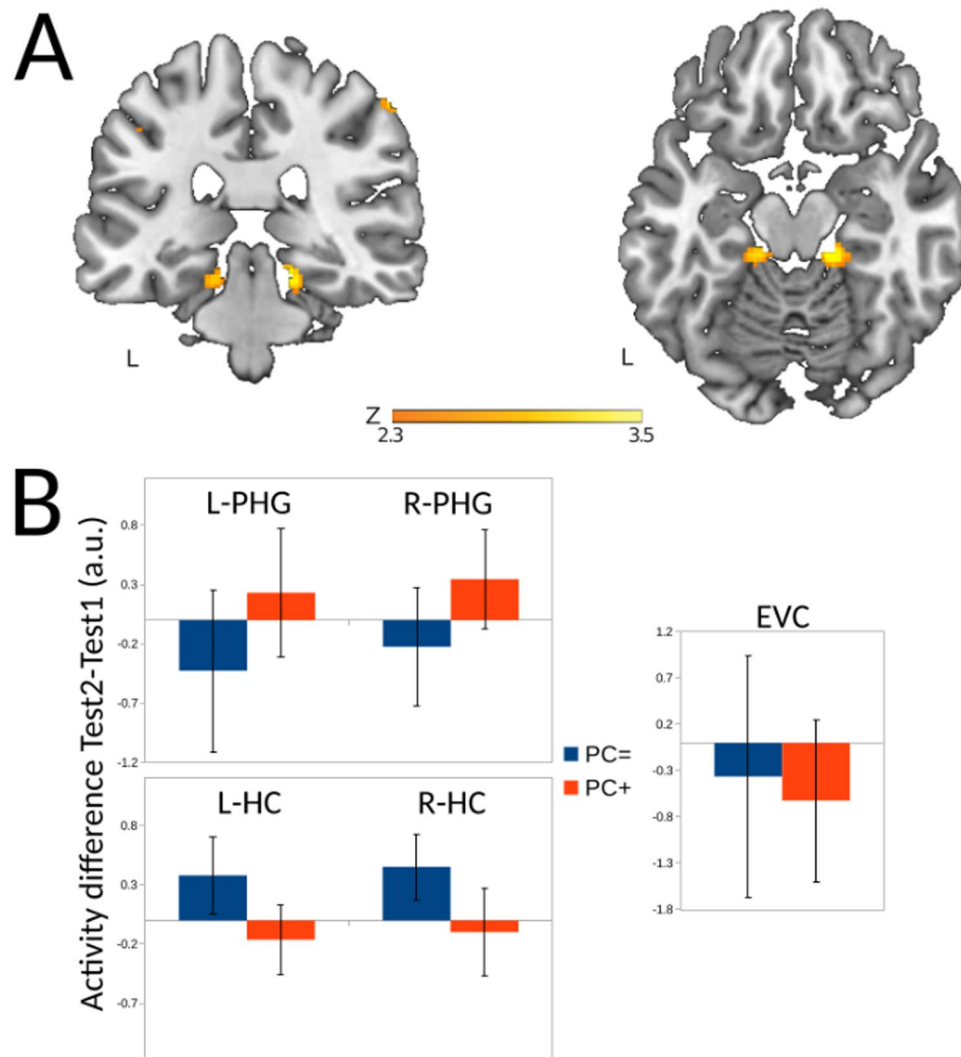 A
L
L
Z
2.3 3.5
B
Activity difference Test2-Test1 (a.u.)
L-PHG R-PHG
0.8
0.3
-0.2
-0.7
-1.2
L-HC R-HC
0.8
0.3
-0.2
-0.7
PC=
PC+
EVC
1.2
0.7
0.2
-0.3
-0.8
-1.3
-1.8